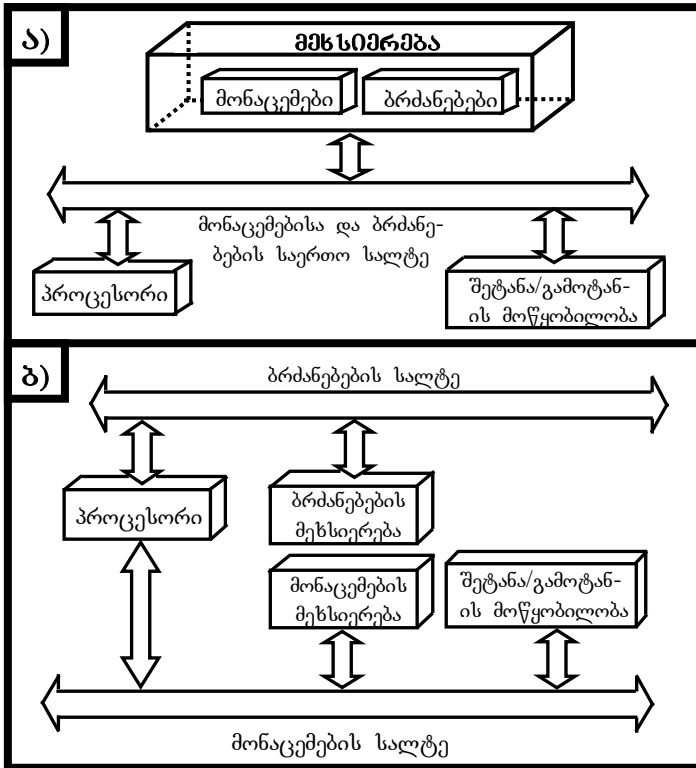 ა)
მეხსიერება
მონაცემები
ბრძანებები
მონაცემებისა და ბრძანე-
ბების საერთო სალტე
პროცესორი
შეტანა/გამოტან-
ის მოწყობილობა
ბ)
ბრძანებების სალტე
პროცესორი
ბრძანებების
მეხსიერება
მონაცემების
მეხსიერება
შეტანა/გამოტან-
ის მოწყობილობა
მონაცემების სალტე